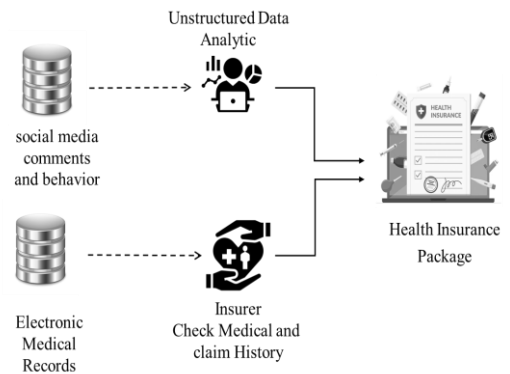 Unstructured Data
Analytic
social media
comments
and behavior
HEALTH
INSURANCE
Health Insurance
Package
Electronic
Medical
Records
Insurer
Check Medical and
claim History